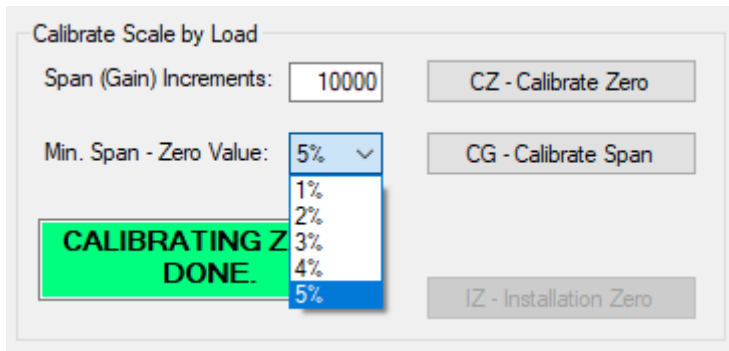 Calibrate Scale by Load
Span (Gain) Increments: 10000 CZ - Calibrate Zero
Min. Span - Zero Value: 5% CG - Calibrate Span
1%
2%
CALIBRATING Z 3%
DONE. 4%
5% IZ - Installation Zero